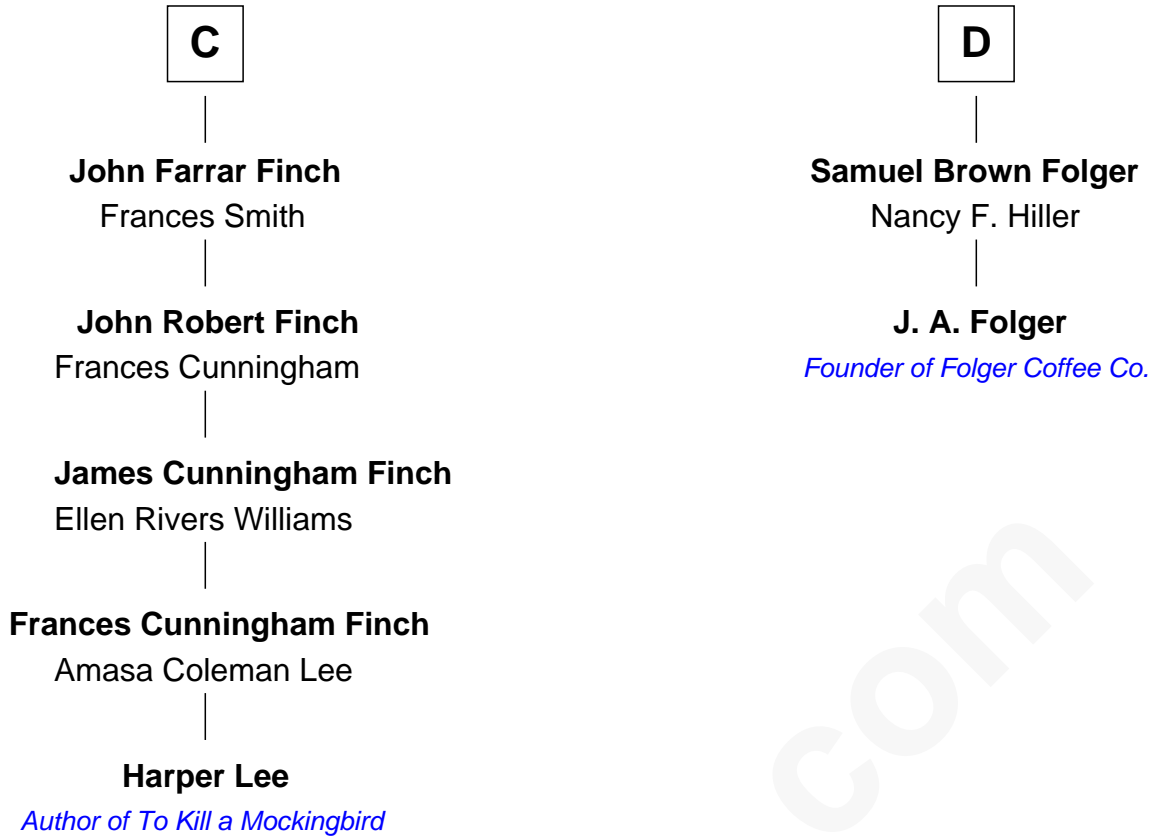 C
John Farrar Finch
Frances Smith
John Robert Finch
Frances Cunningham
James Cunningham Finch
Ellen Rivers Williams
Frances Cunningham Finch
Amasa Coleman Lee
Harper Lee
Author of To Kill a Mockingbird
D
Samuel Brown Folger
Nancy F. Hiller
J. A. Folger
Founder of Folger Coffee Co.
com